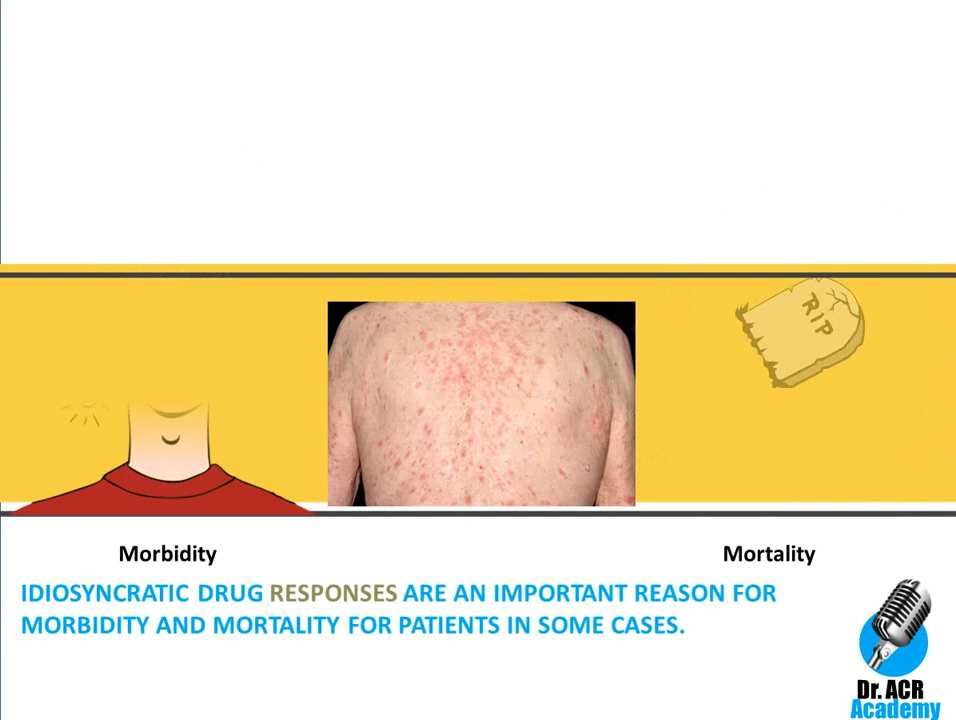 RIP
Morbidity
Mortality
IDIOSYNCRATIC DRUG RESPONSES ARE AN IMPORTANT REASON FOR
MORBIDITY AND MORTALITY FOR PATIENTS IN SOME CASES.
Dr. ACR
Academy